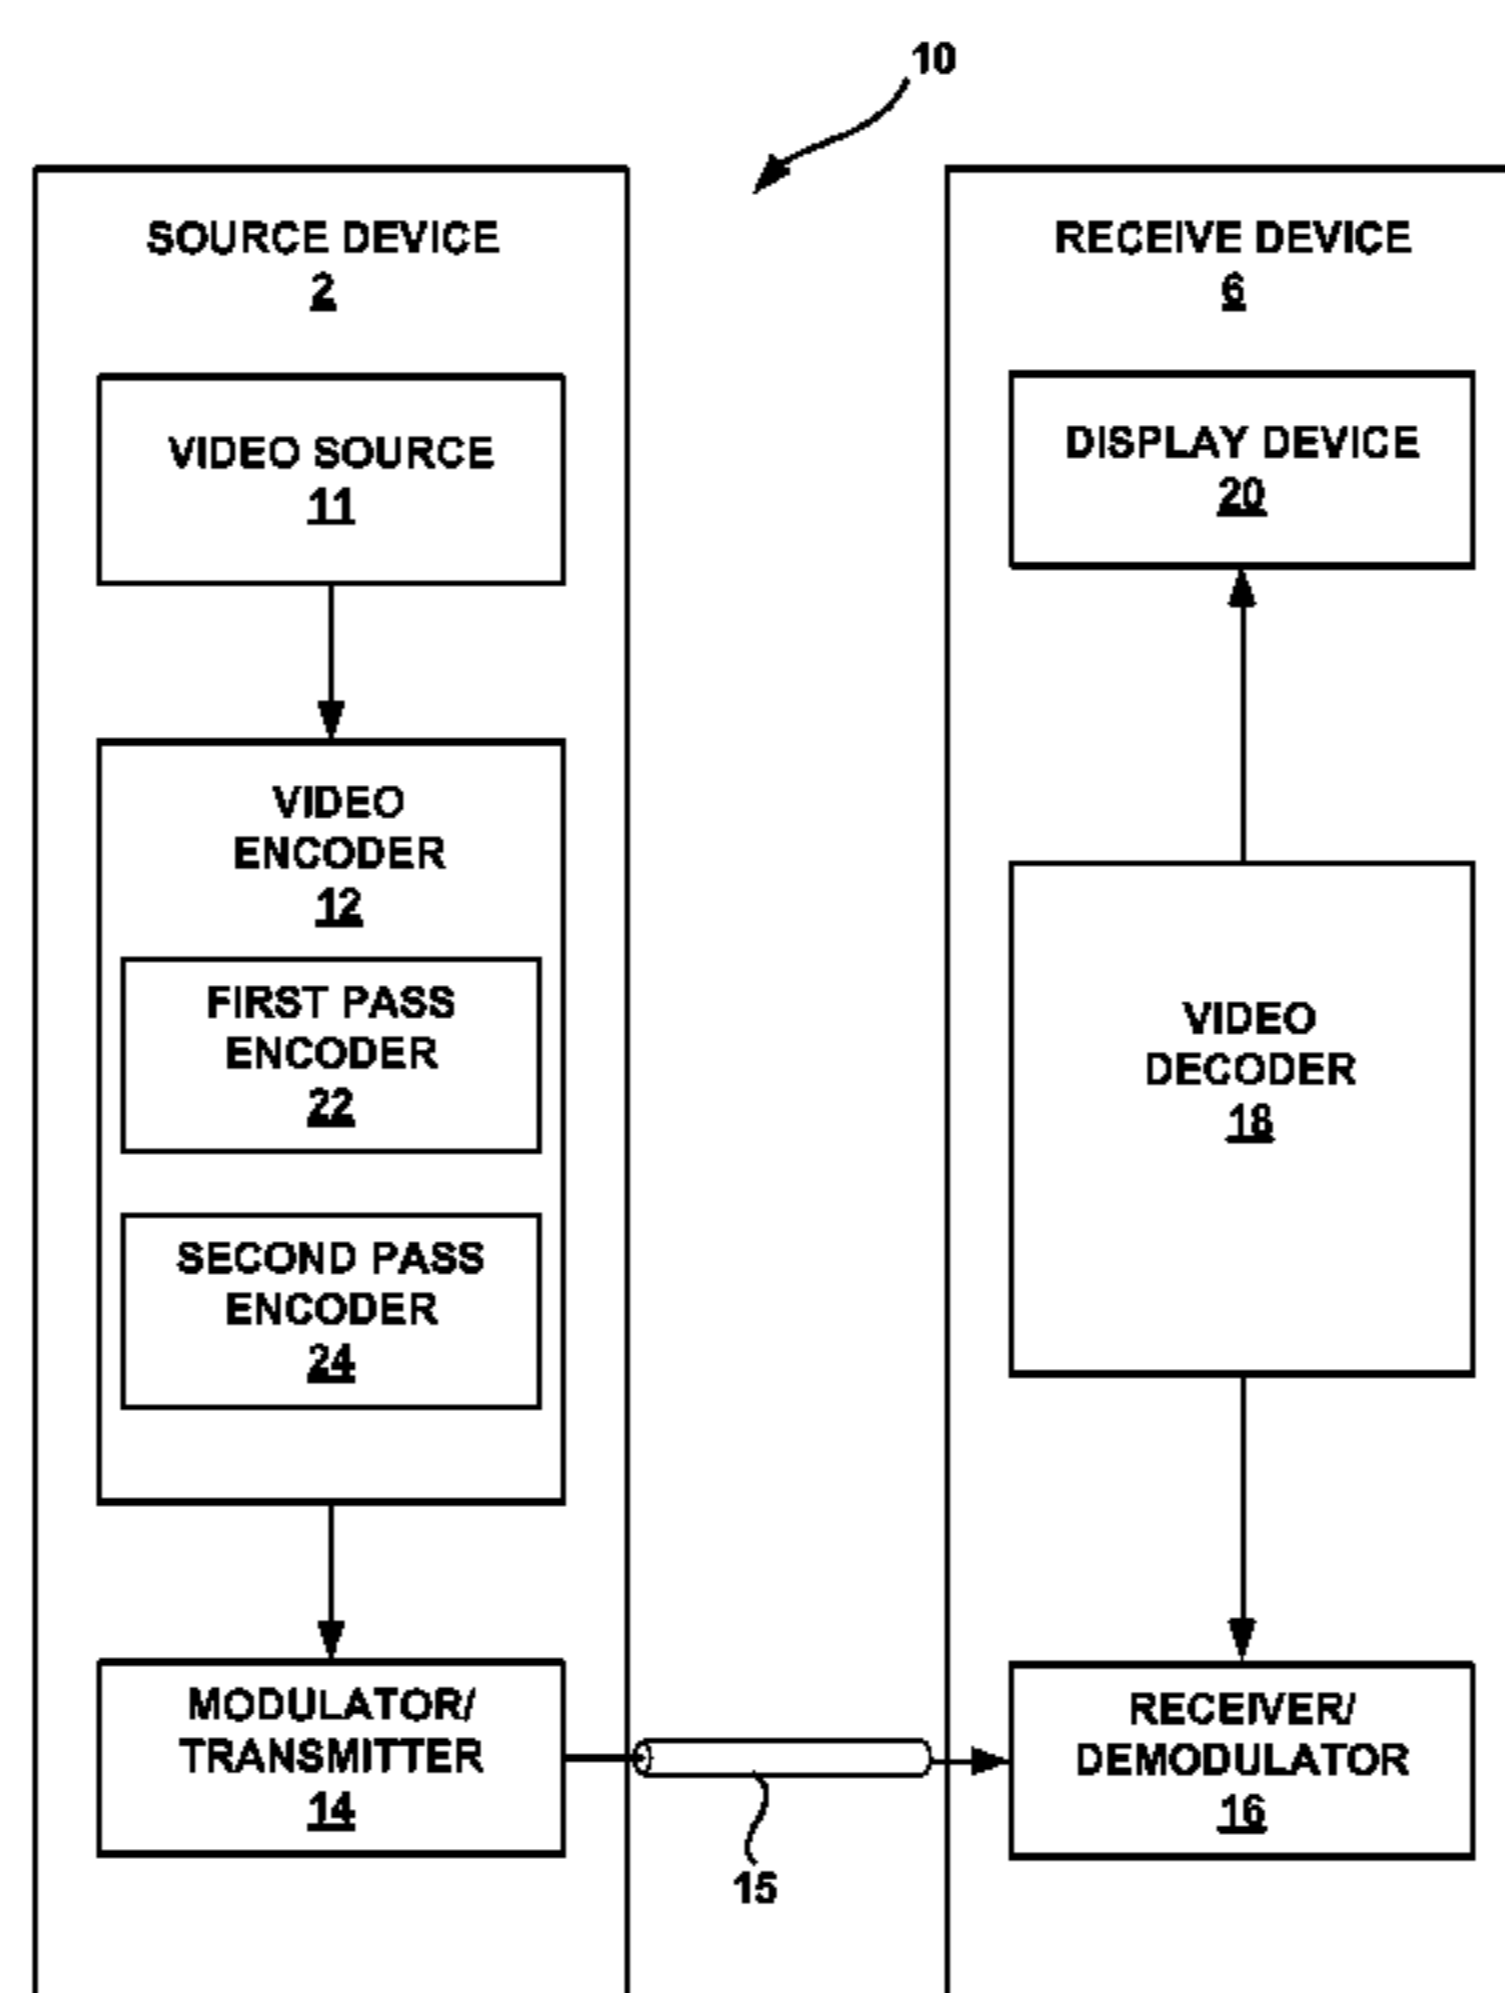 10
SOURCE DEVICE
2
VIDEO SOURCE
11
VIDEO
ENCODER
12
FIRST PASS
ENCODER
22
SECOND PASS
ENCODER
24
MODULATOR/
TRANSMITTER
14
15
RECEIVE DEVICE
6
DISPLAY DEVICE
20
VIDEO
DECODER
18
RECEIVER/
DEMODULATOR
16